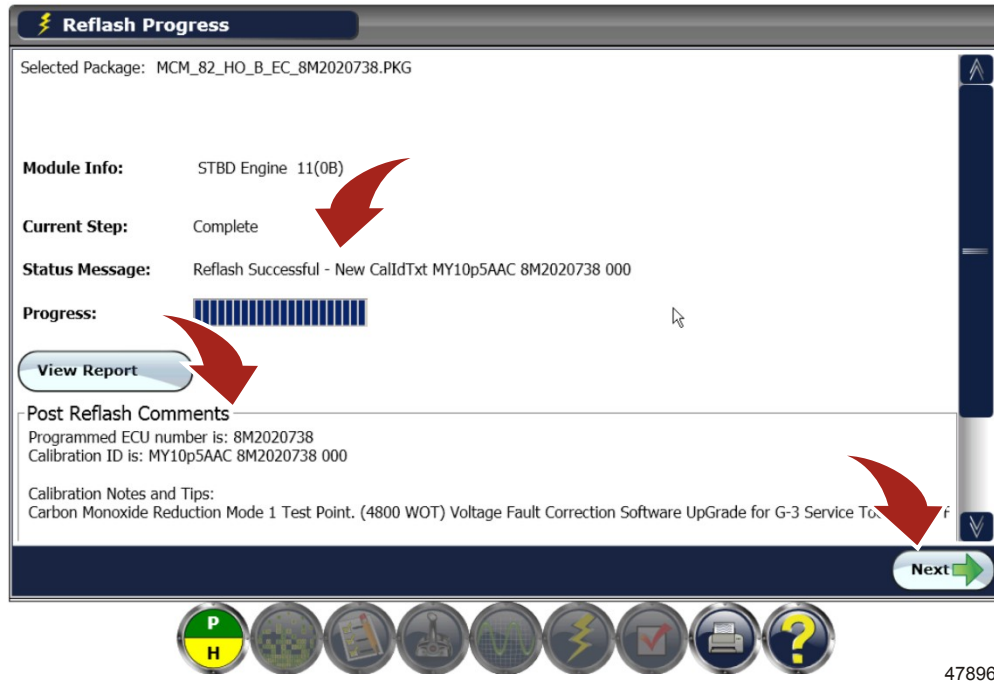 Reflash Progress
Selected Package: MCM_82_HO_B_EC_8M2020738.PKG
Module Info: STBD Engine 11(0B)
Current Step: Complete
Status Message: Reflash Successful - New CalIdTxt MY10p5AAC 8M2020738 000
Progress:
View Report
Post Reflash Comments
Programmed ECU number is: 8M2020738
Calibration ID is: MY10p5AAC 8M2020738 000
Calibration Notes and Tips:
Carbon Monoxide Reduction Mode 1 Test Point. (4800 WOT) Voltage Fault Correction Software UpGrade for G-3 Service
Next
P
H
?
47896